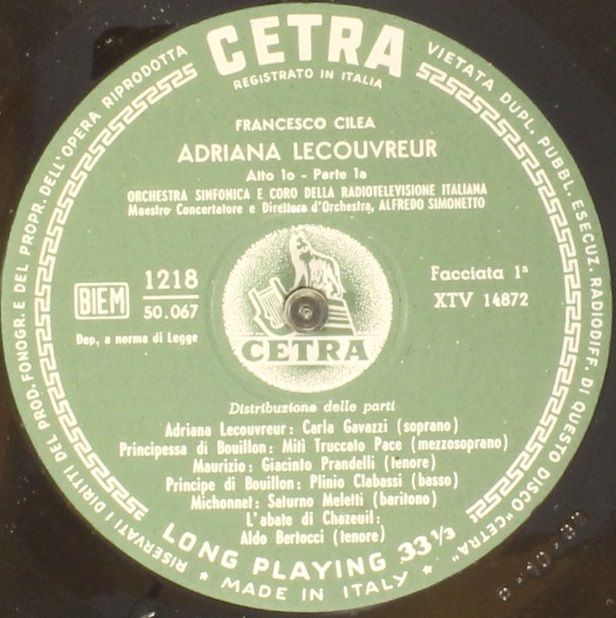 CETRA
REGISTRATO IN ITALIA
RISERVATI I DIRITTI DEL PROD. FONOGR. E DEL PROPR. DELL'OPERA RIPRODOTTA
VIETATA DUPL. PUBBL. ESECUZ. RADIODIFF. DI QUESTO DISCO "CETRA"
FRANCESCO CILEA
ADRIANA LECOUVREUR
Atto 1o - Parte 1a
ORCHESTRA SINFONICA E CORO DELLA RADIOTELEVISIONE ITALIANA
Maestro Concertatore e Direttore d'Orchestra, ALFREDO SIMONETTO
BIEM
1218
50.067
Dep, a norma di Legge
Facciata 1ª
XTV 14872
CETRA
Distribuzione delle parti
Adriana Lecouvreur: Carla Gavazzi (soprano)
Principessa di Bouillon: Miti Truccato Pace (mezzosoprano)
Maurizio: Giacinto Prandelli (tenore)
Principe di Bouillon: Plinio Clabassi (basso)
Michonnet: Saturno Meletti (baritono)
L'abate di Chazeuil:
Aldo Bertocci (tenore)
LONG PLAYING 33 1/3
★ MADE IN ITALY ★